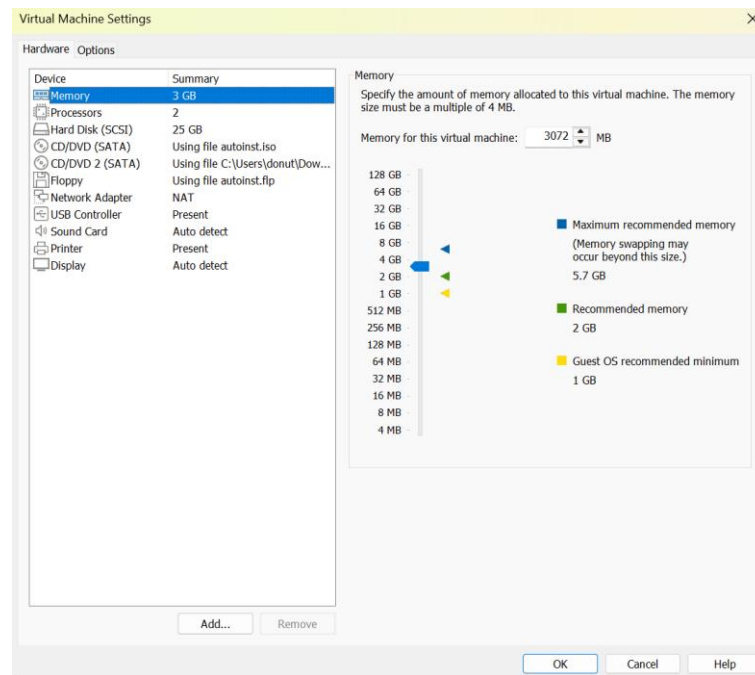 Virtual Machine Settings
Hardware Options
Device Summary
Memory 3 GB
Processors 2
Hard Disk (SCSI) 25 GB
CD/DVD (SATA) Using file autoinst.iso
CD/DVD 2 (SATA) Using file C:\Users\donut\Dow...
Floppy Using file autoinst.flp
Network Adapter NAT
USB Controller Present
Sound Card Auto detect
Printer Present
Display Auto detect
Add... Remove
Memory
Specify the amount of memory allocated to this virtual machine. The memory
size must be a multiple of 4 MB.
Memory for this virtual machine: 3072 MB
128 GB
64 GB
32 GB
16 GB
8 GB
4 GB
2 GB
1 GB
512 MB
256 MB
128 MB
64 MB
32 MB
16 MB
8 MB
4 MB
Maximum recommended memory
(Memory swapping may
occur beyond this size.)
5.7 GB
Recommended memory
2 GB
Guest OS recommended minimum
1 GB
OK Cancel Help